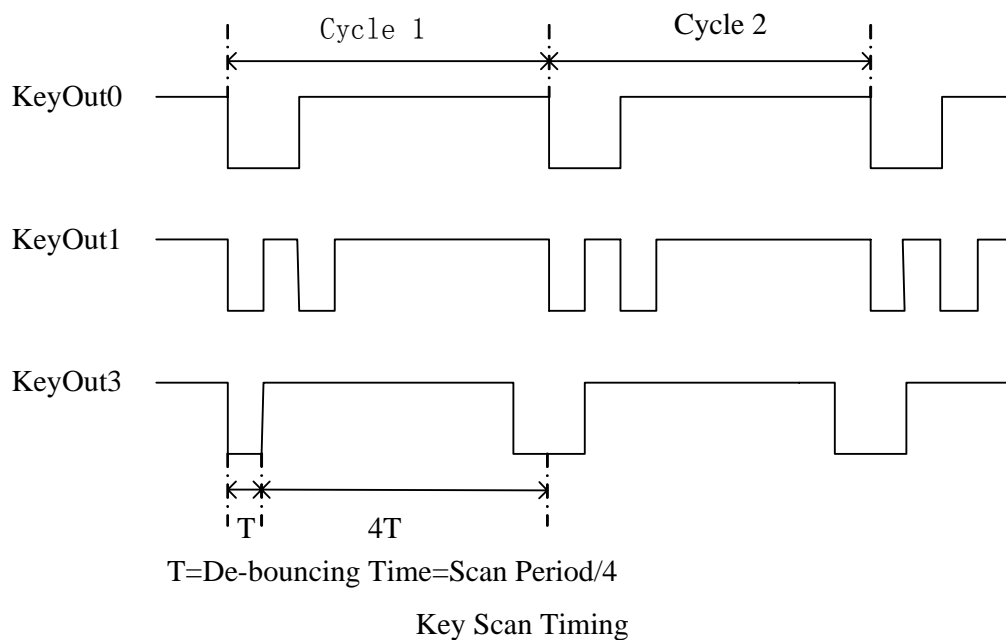 Cycle 1
Cycle 2
KeyOut0
KeyOut1
KeyOut3
T
4T
T=De-bouncing Time=Scan Period/4
Key Scan Timing